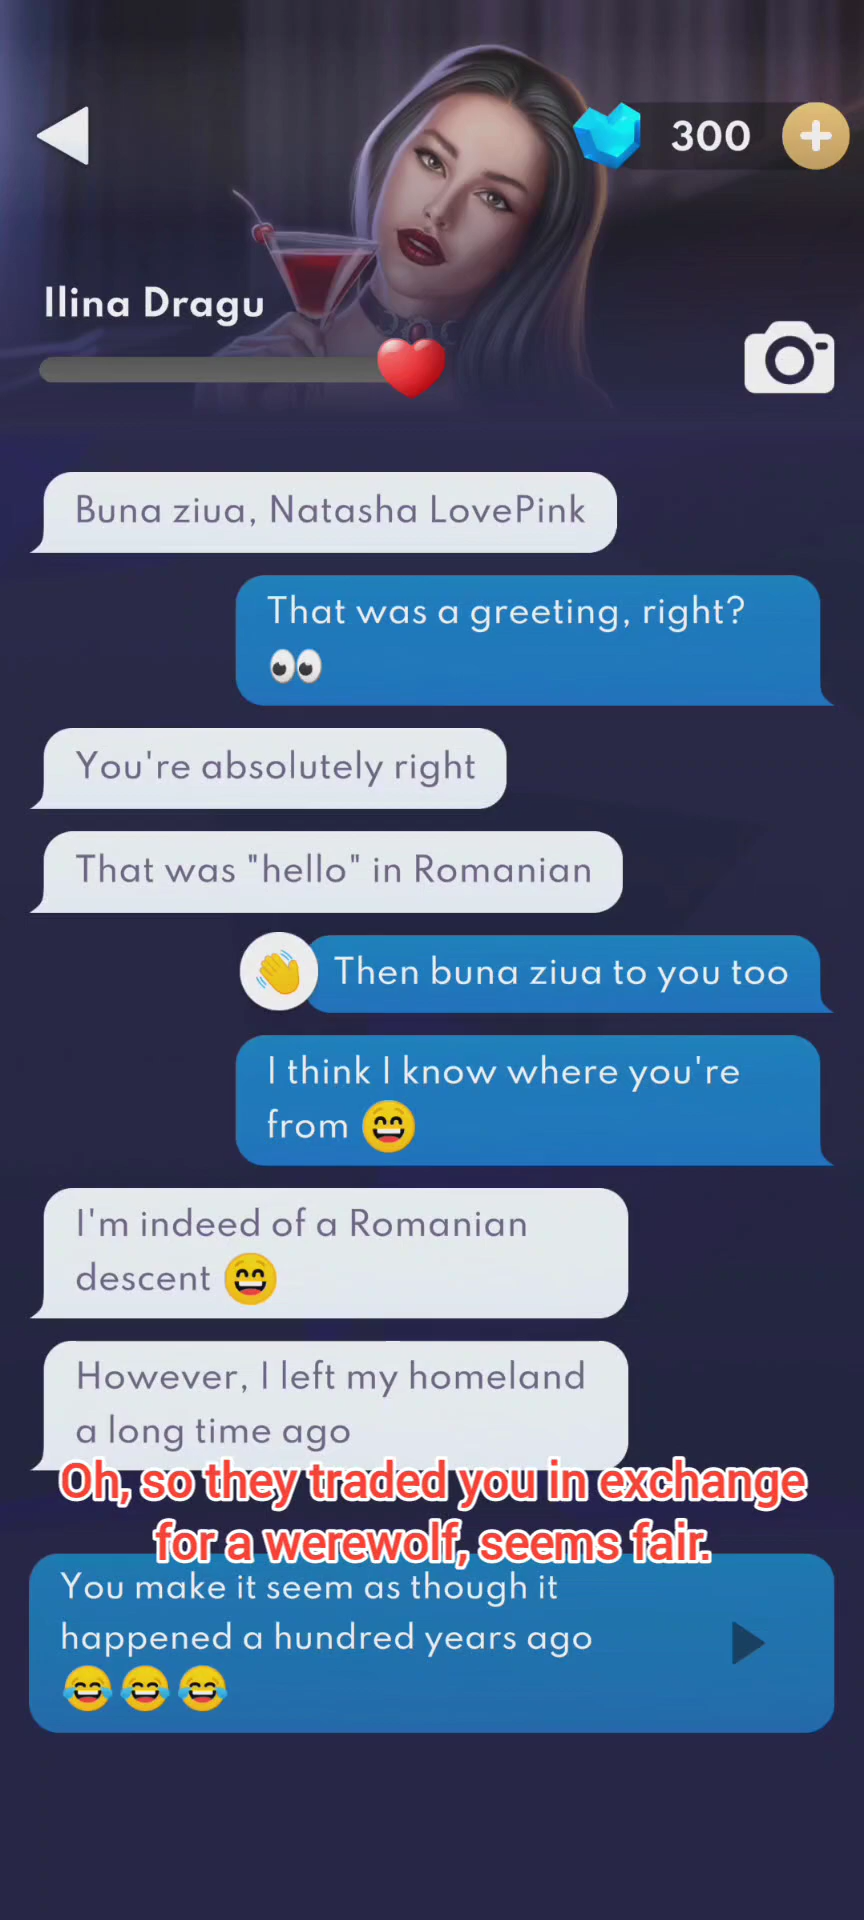 300
Ilina Dragu
Buna ziua, Natasha LovePink
That was a greeting, right?
👀
You're absolutely right
That was "hello" in Romanian
👋 Then buna ziua to you too
I think I know where you're
from 😄
I'm indeed of a Romanian
descent 😄
However, I left my homeland
a long time ago
Oh, so they traded you in exchange
for a werewolf, seems fair.
You make it seem as though it
happened a hundred years ago
😂😂😂